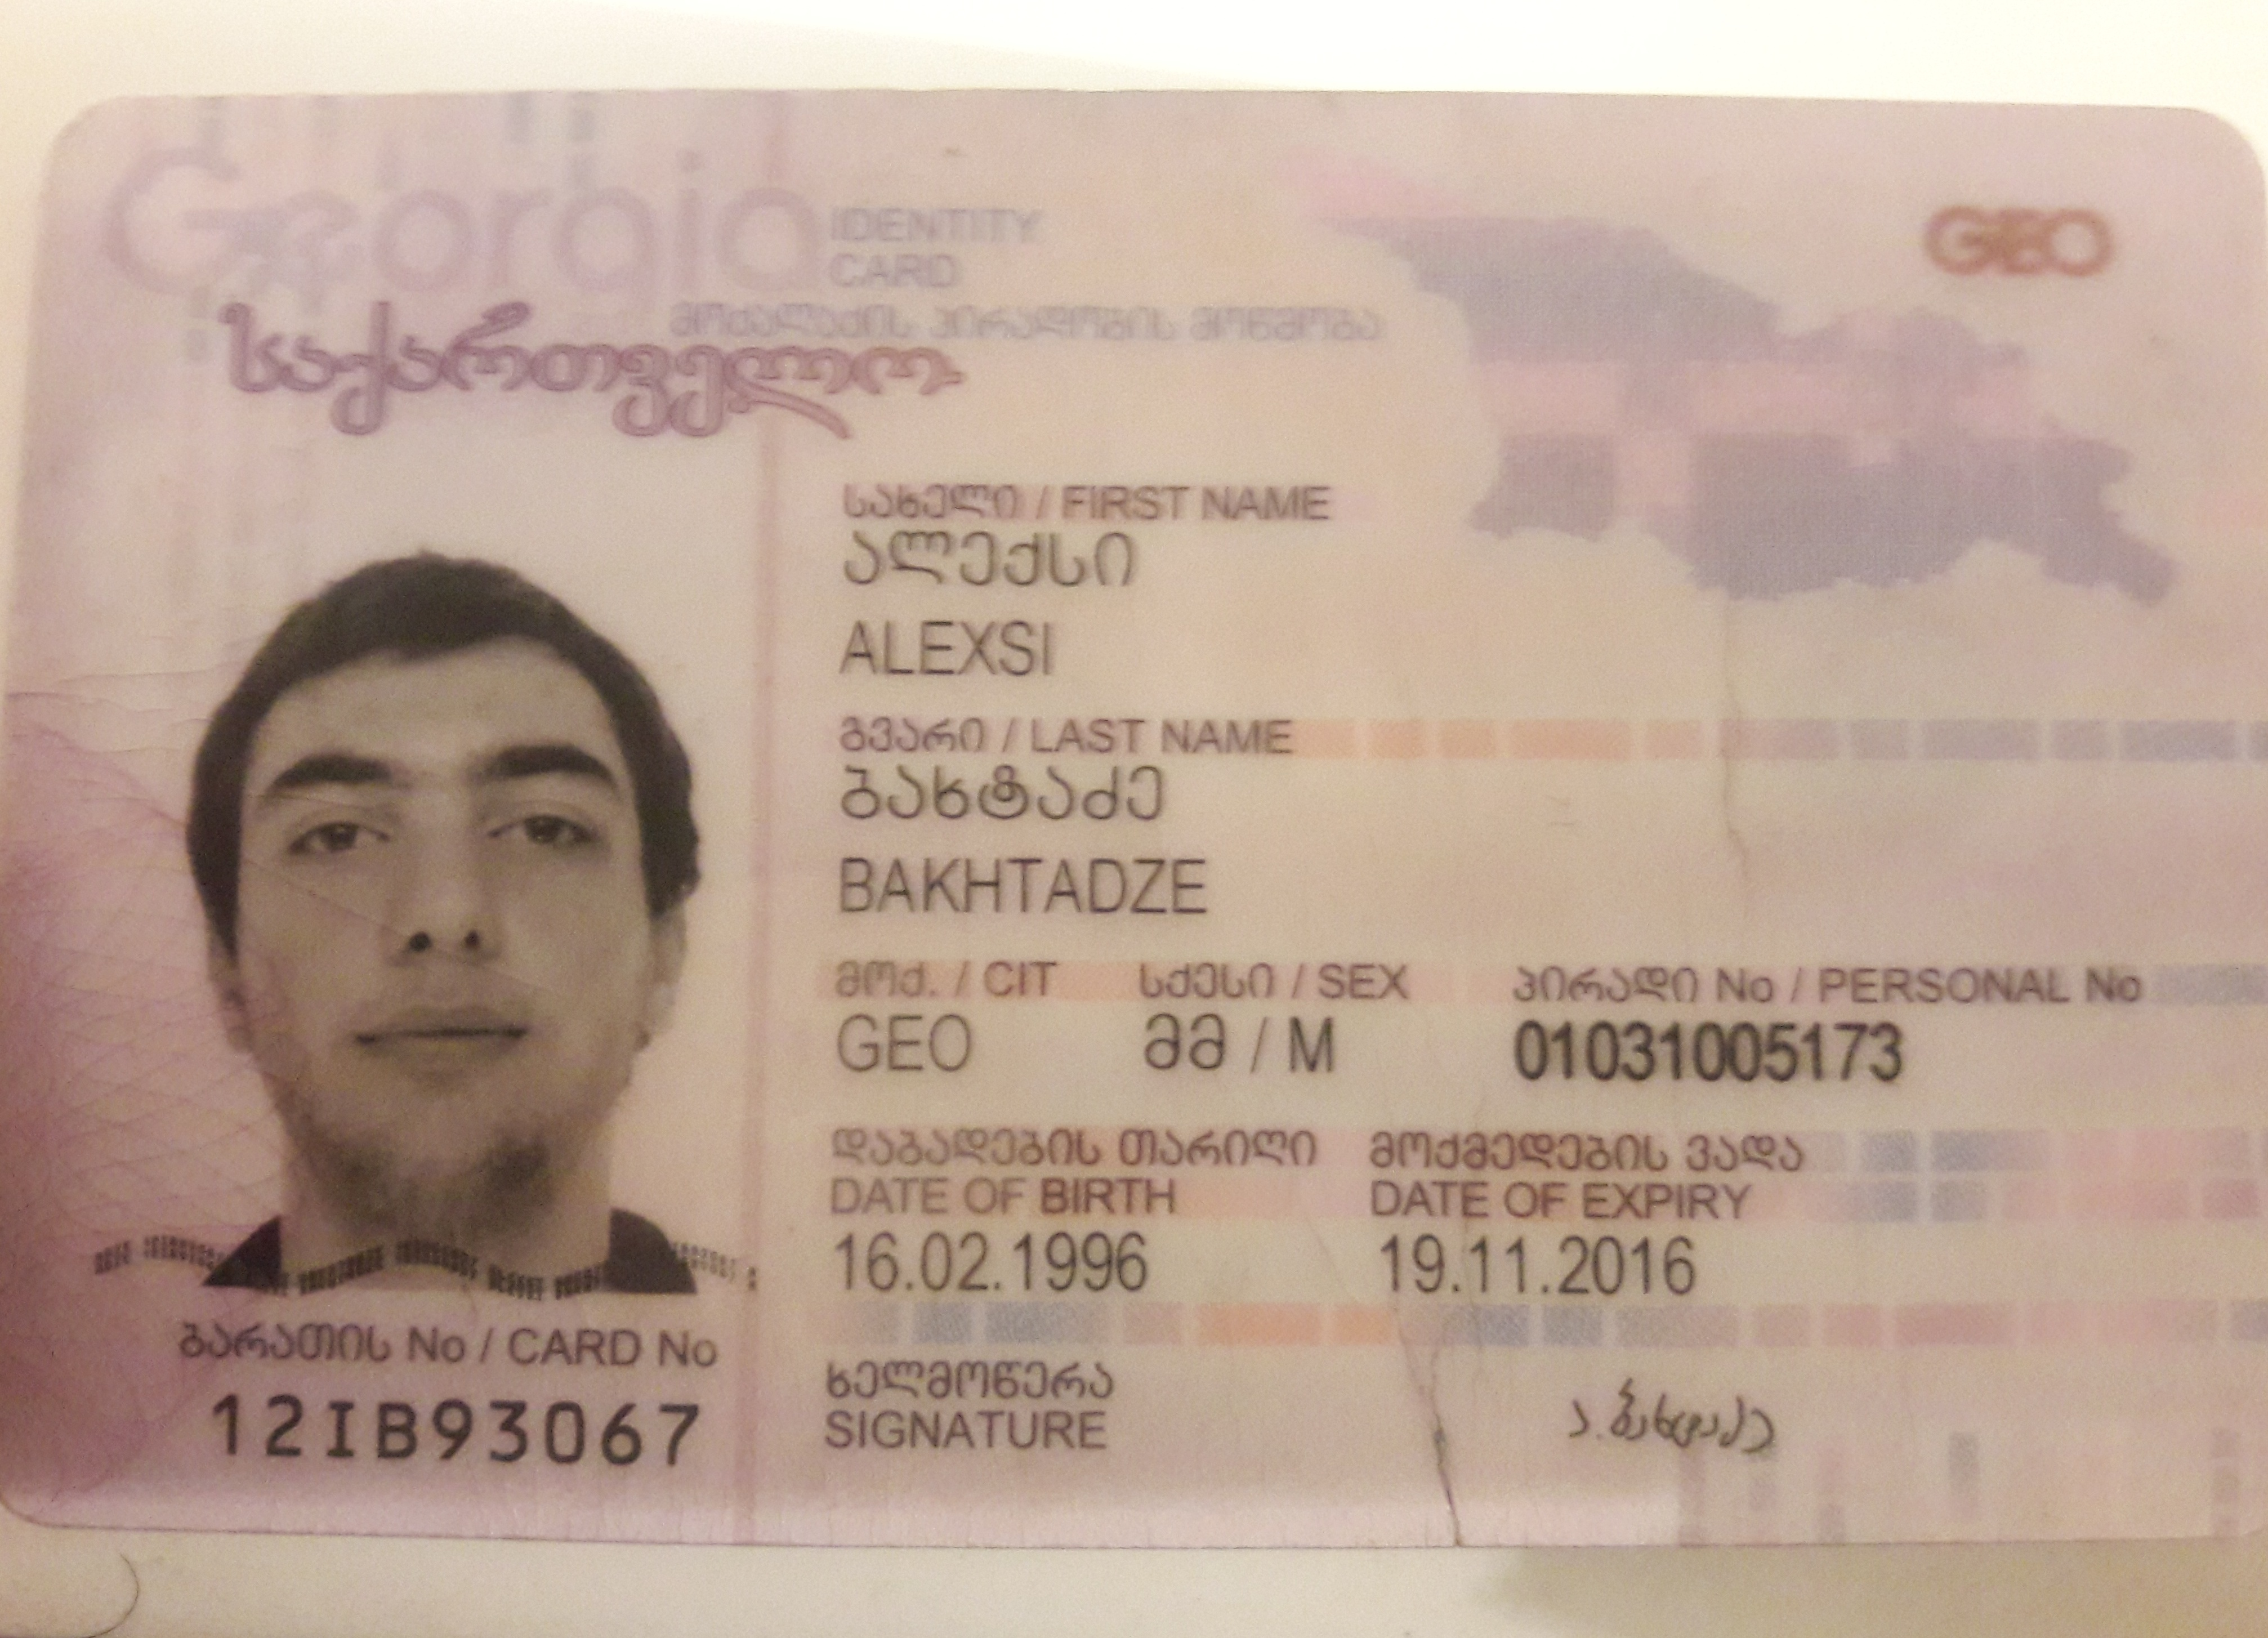 Georgia IDENTITY
CARD
GEO
მოქალაქის პირადობის მოწმობა
საქართველო
სახელი / FIRST NAME
ალექსი
ALEXSI
გვარი / LAST NAME
ბახტაძე
BAKHTADZE
მოქ. / CIT სქესი / SEX პირადი No / PERSONAL No
GEO მმ / M 01031005173
დაბადების თარიღი მოქმედების ვადა
DATE OF BIRTH DATE OF EXPIRY
16.02.1996 19.11.2016
ბარათის No / CARD No
12IB93067
ხელმოწერა
SIGNATURE
ა. ბახტაძე